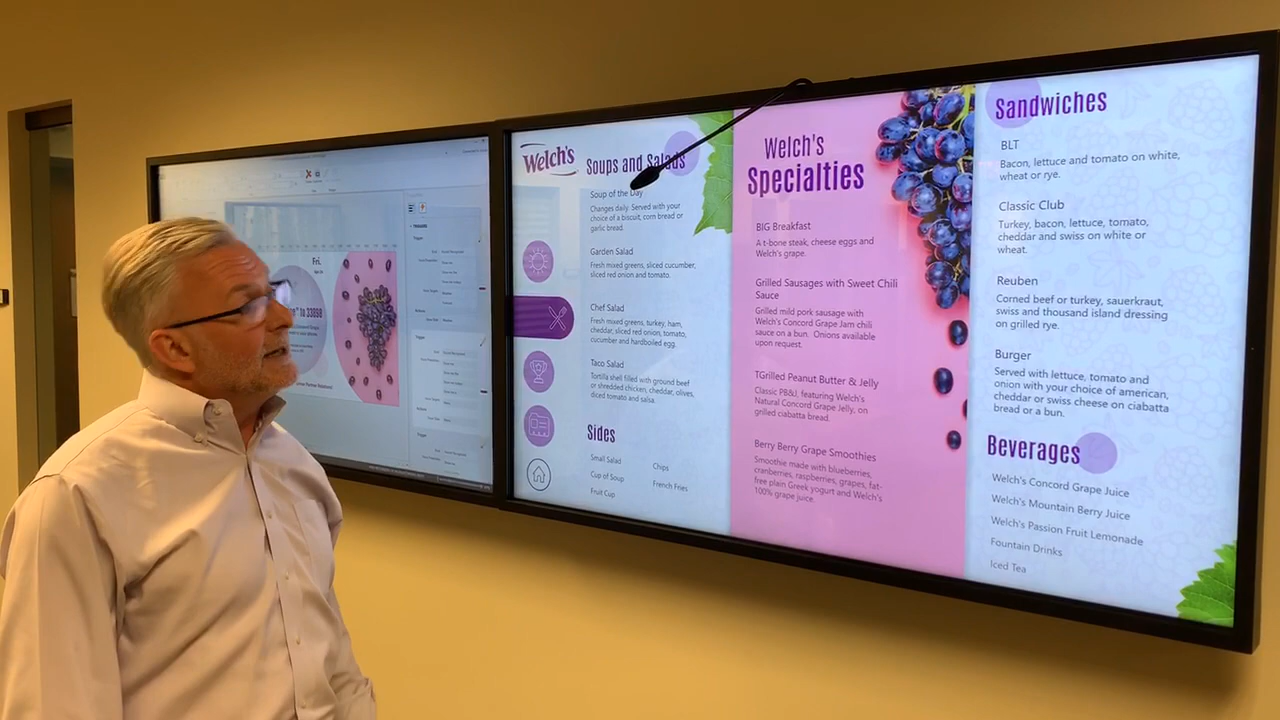 Fri.
" to 33098
TRIGGERS
Trigger
Trigger
Trigger
Welch's
Soups and Salads
Soup of the Day
Changes daily. Served with your
choice of a biscuit, corn bread or
garlic bread.
Garden Salad
Fresh mixed greens, sliced cucumber,
sliced red onion and tomato.
Chef Salad
Fresh mixed greens, turkey, ham,
cheddar, sliced red onion, tomato,
cucumber and hardboiled egg.
Taco Salad
Tortilla shell filled with ground beef
or shredded chicken, cheddar, olives,
diced tomato and salsa.
Sides
Small Salad
Cup of Soup
Fruit Cup
Chips
French Fries
Welch's
Specialties
BIG Breakfast
A t-bone steak, cheese eggs and
Welch's grape.
Grilled Sausages with Sweet Chili
Sauce
Grilled mild pork sausage with
Welch's Concord Grape Jam chili
sauce on a bun. Onions available
upon request.
TGrilled Peanut Butter & Jelly
Classic PB&J, featuring Welch's
Natural Concord Grape Jelly, on
grilled ciabatta bread.
Berry Berry Grape Smoothies
Smoothie made with blueberries,
cranberries, raspberries, grapes, fat-
free plain Greek yogurt and Welch's
100% grape juice.
Sandwiches
BLT
Bacon, lettuce and tomato on white,
wheat or rye.
Classic Club
Turkey, bacon, lettuce, tomato,
cheddar and swiss on white or
wheat.
Reuben
Corned beef or turkey, sauerkraut,
swiss and thousand island dressing
on grilled rye.
Burger
Served with lettuce, tomato and
onion with your choice of american,
cheddar or swiss cheese on ciabatta
bread or a bun.
Beverages
Welch's Concord Grape Juice
Welch's Mountain Berry Juice
Welch's Passion Fruit Lemonade
Fountain Drinks
Iced Tea